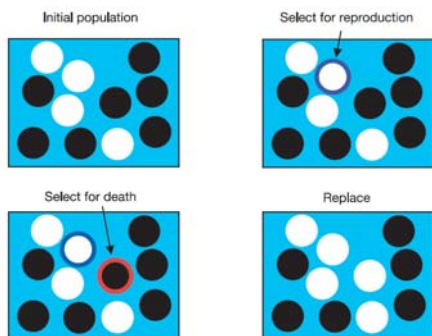 Initial population
Select for reproduction
Select for death
Replace